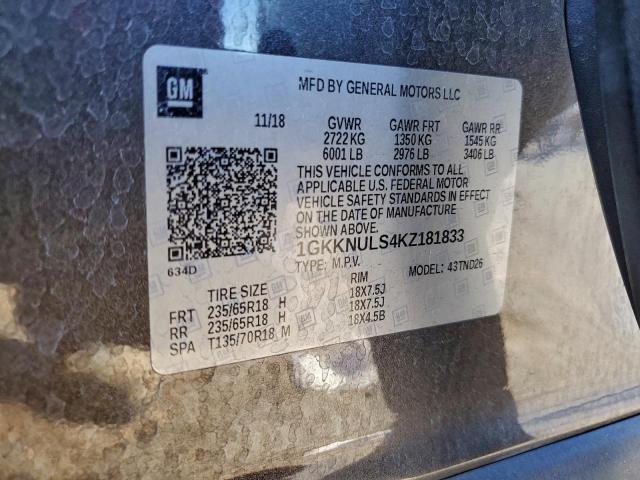 GM
MFD BY GENERAL MOTORS LLC
11/18 GVWR GAWR FRT GAWR RR
2722 KG 1350 KG 1545 KG
6001 LB 2976 LB 3406 LB
THIS VEHICLE CONFORMS TO ALL
APPLICABLE U.S. FEDERAL MOTOR
VEHICLE SAFETY STANDARDS IN EFFECT
ON THE DATE OF MANUFACTURE
SHOWN ABOVE.
1GKKNULS4KZ181833
634D
TYPE: M.P.V. MODEL: 43TND26
TIRE SIZE RIM
FRT 235/65R18 H 18X7.5J
RR 235/65R18 H 18X7.5J
SPA T135/70R18 M 18X4.5B